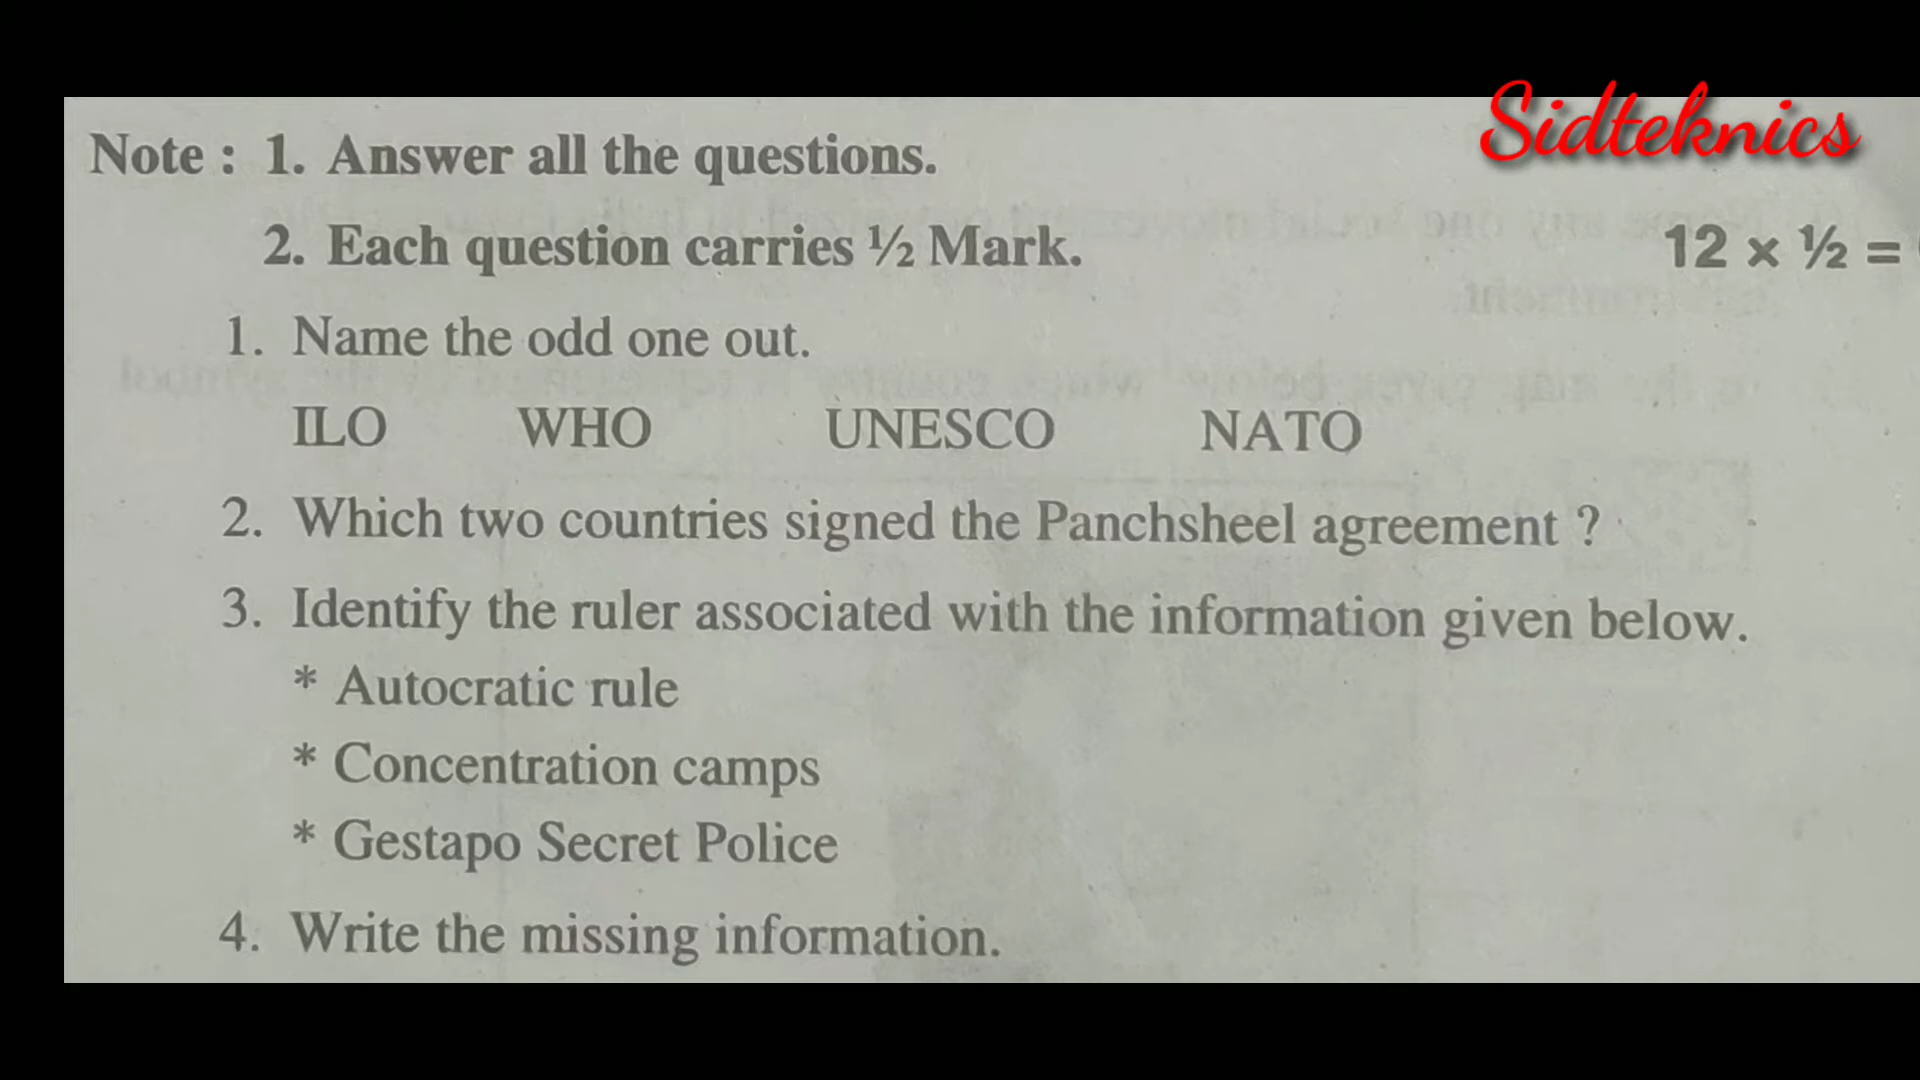 Sidteknics
Note : 1. Answer all the questions.
2. Each question carries ½ Mark.
12 × ½ =
1. Name the odd one out.
ILO WHO UNESCO NATO
2. Which two countries signed the Panchsheel agreement ?
3. Identify the ruler associated with the information given below.
* Autocratic rule
* Concentration camps
* Gestapo Secret Police
4. Write the missing information.